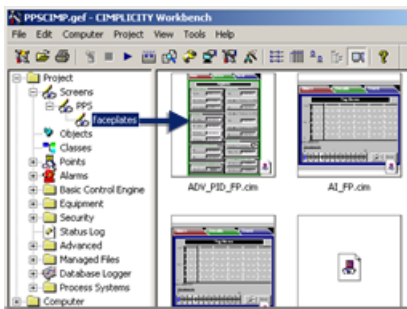 PPSCIMP.gef - CIMPLICITY Workbench
File Edit Computer Project View Tools Help
Project
Screens
PPS
faceplates
Objects
Classes
Points
Alarms
Basic Control Engine
Equipment
Security
Status Log
Advanced
Managed Files
Database Logger
Process Systems
Computer
ADV_PID_FP.cim
AI_FP.cim